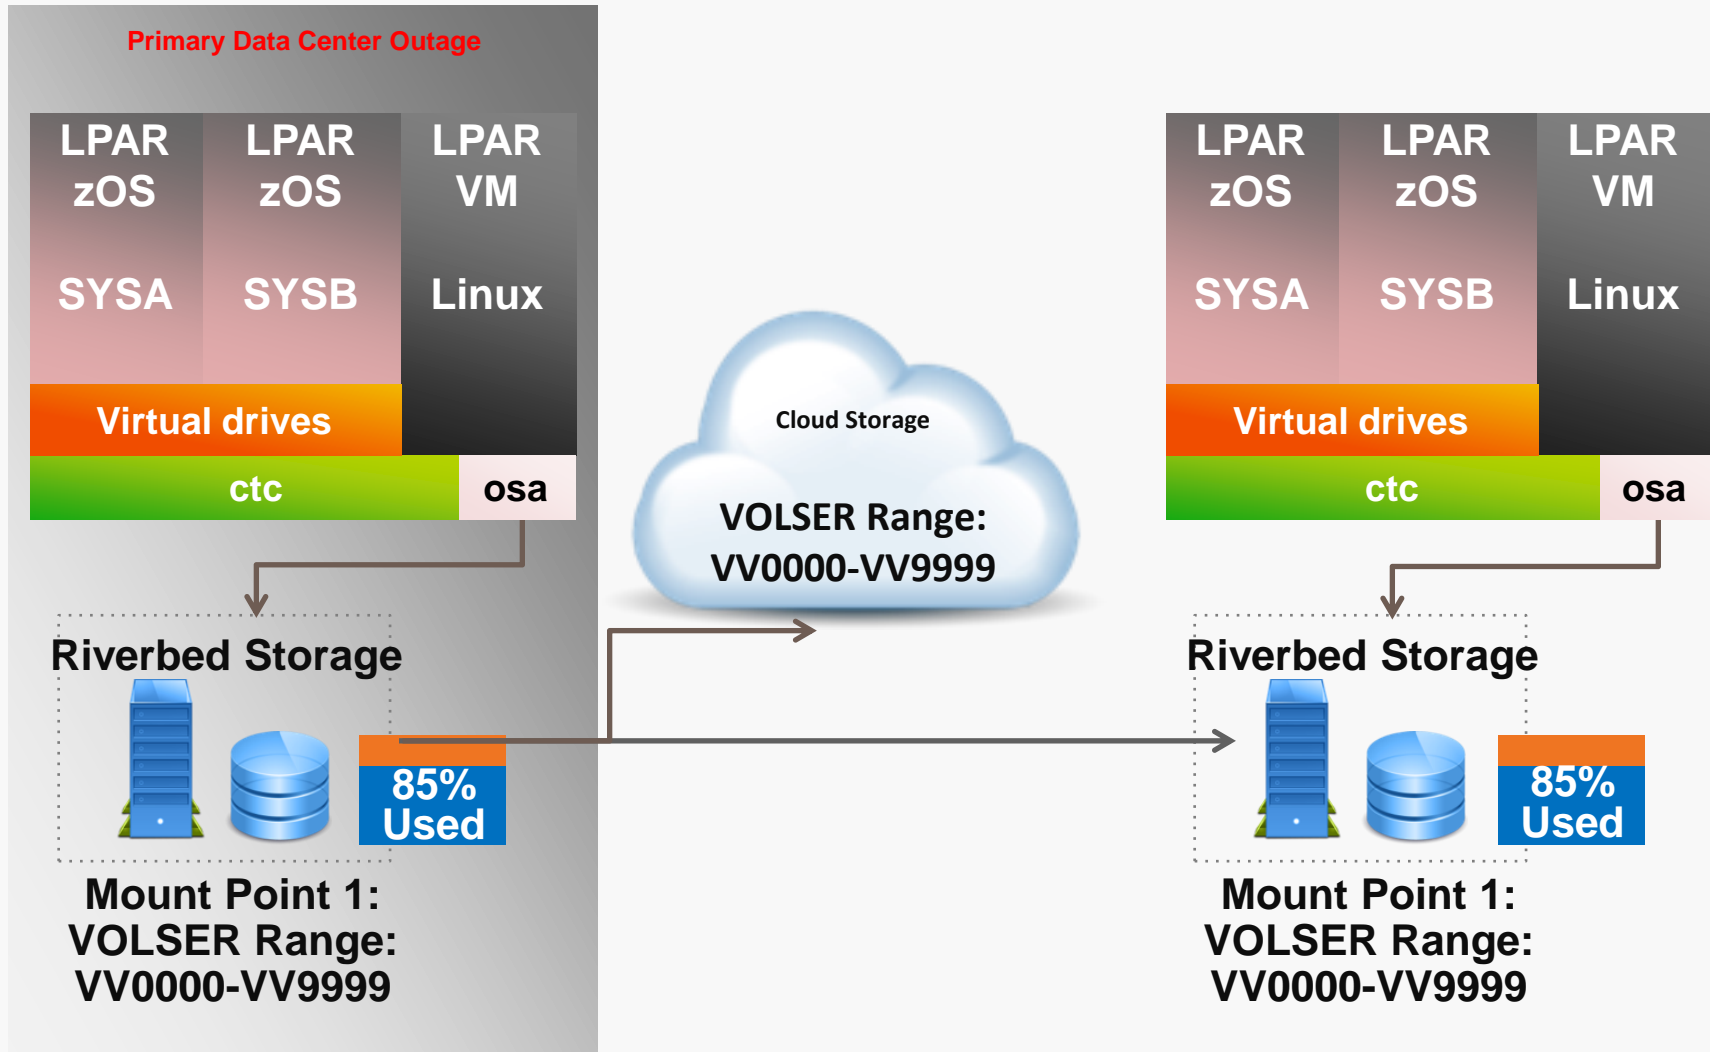 Primary Data Center Outage
LPAR
zOS
SYSA
LPAR
zOS
SYSB
LPAR
VM
Linux
Virtual drives
ctc
osa
Riverbed Storage
85%
Used
Mount Point 1:
VOLSER Range:
VV0000-VV9999
Cloud Storage
VOLSER Range:
VV0000-VV9999
LPAR
zOS
SYSA
LPAR
zOS
SYSB
LPAR
VM
Linux
Virtual drives
ctc
osa
Riverbed Storage
85%
Used
Mount Point 1:
VOLSER Range:
VV0000-VV9999